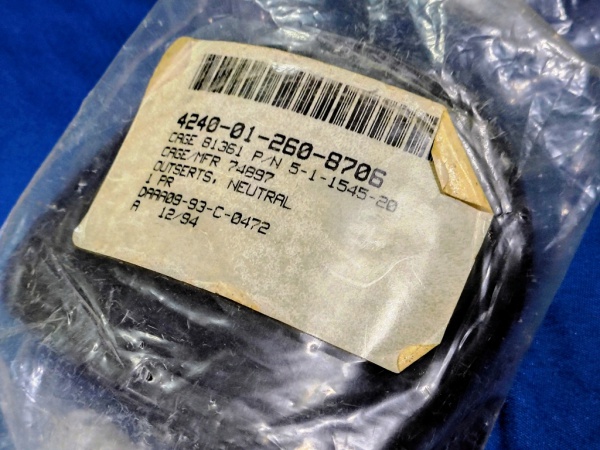 4240-01-260-8706
CAGE 81361 P/N 5-1-1545-20
CAGE/MFR 74897
OUTSERTS, NEUTRAL
1 PR
DAAA09-93-C-0472
A 12/94